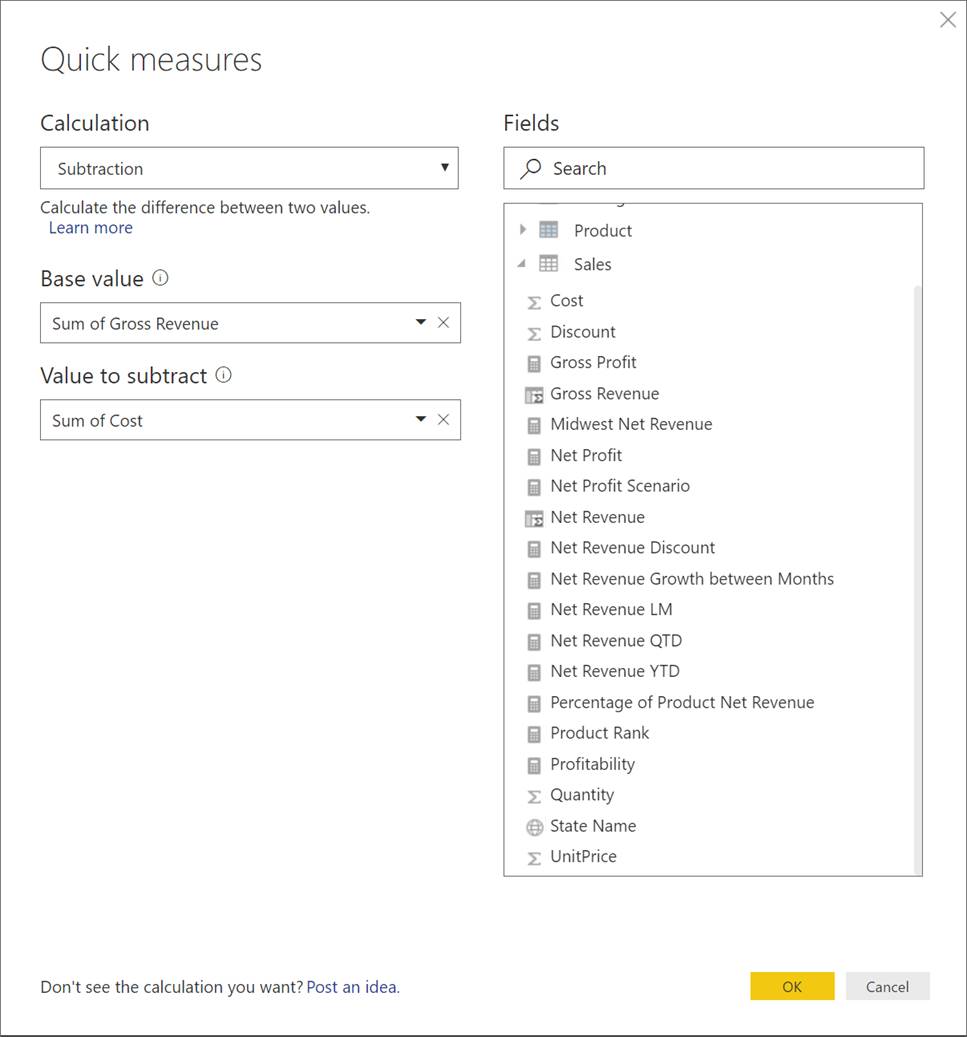 Quick measures
Calculation
Subtraction
Calculate the difference between two values.
Learn more
Base value
Sum of Gross Revenue
Value to subtract
Sum of Cost
Fields
Search
Product
Sales
Cost
Discount
Gross Profit
Gross Revenue
Midwest Net Revenue
Net Profit
Net Profit Scenario
Net Revenue
Net Revenue Discount
Net Revenue Growth between Months
Net Revenue LM
Net Revenue QTD
Net Revenue YTD
Percentage of Product Net Revenue
Product Rank
Profitability
Quantity
State Name
UnitPrice
Don't see the calculation you want? Post an idea.
OK
Cancel